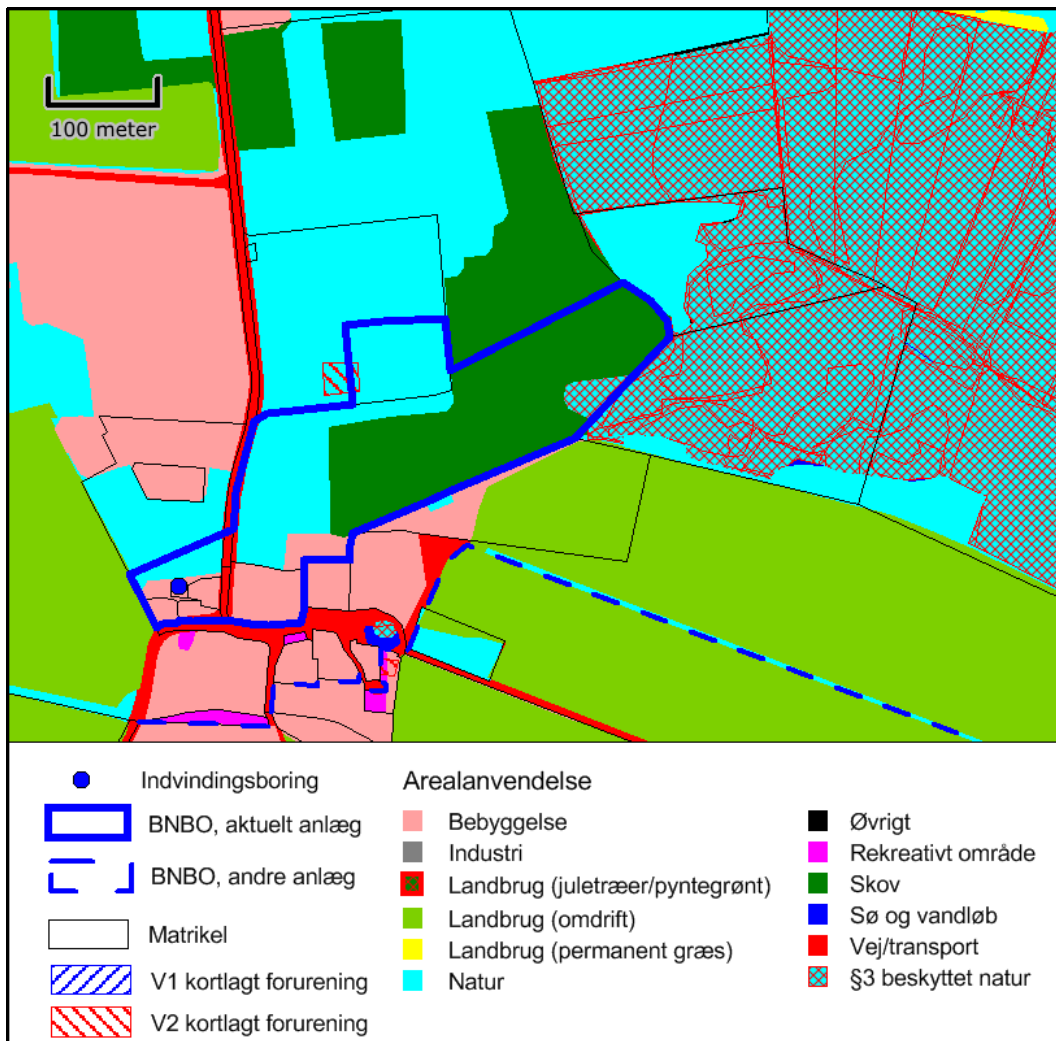 100 meter
Indvindingsboring
BNBO, aktuelt anlæg
BNBO, andre anlæg
Matrikel
V1 kortlagt forurening
V2 kortlagt forurening
Arealanvendelse
Bebyggelse
Industri
Landbrug (juletræer/pyntegrønt)
Landbrug (omdrift)
Landbrug (permanent græs)
Natur
Øvrigt
Rekreativt område
Skov
Sø og vandløb
Vej/transport
§3 beskyttet natur